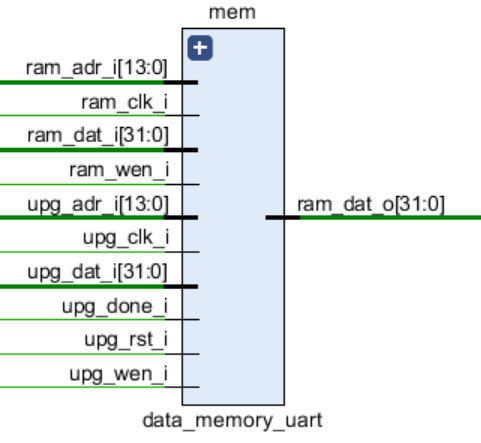 mem
ram_adr_i[13:0]
ram_clk_i
ram_dat_i[31:0]
ram_wen_i
upg_adr_i[13:0]
ram_dat_o[31:0]
upg_clk_i
upg_dat_i[31:0]
upg_done_i
upg_rst_i
upg_wen_i
data_memory_uart